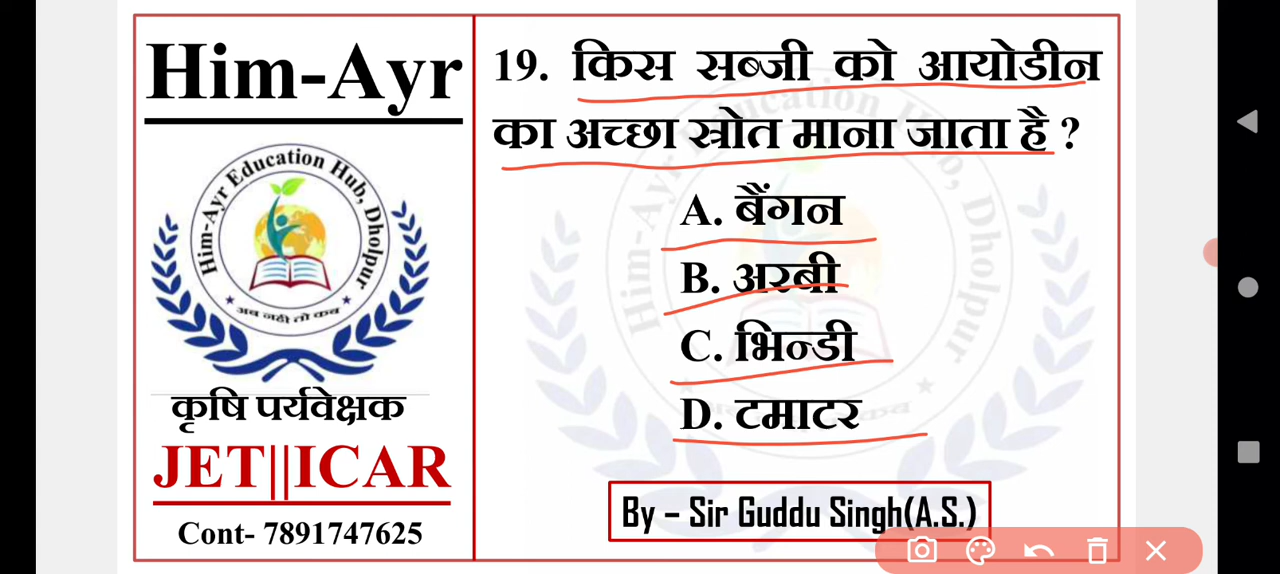 Him-Ayr
Him-Ayr Education Hub, Dholpur
अब नहीं तो कब
कृषि पर्यवेक्षक
JET||ICAR
Cont- 7891747625
19. किस सब्जी को आयोडीन
का अच्छा स्रोत माना जाता है ?
A. बैंगन
B. अरबी
C. भिन्डी
D. टमाटर
By – Sir Guddu Singh(A.S.)